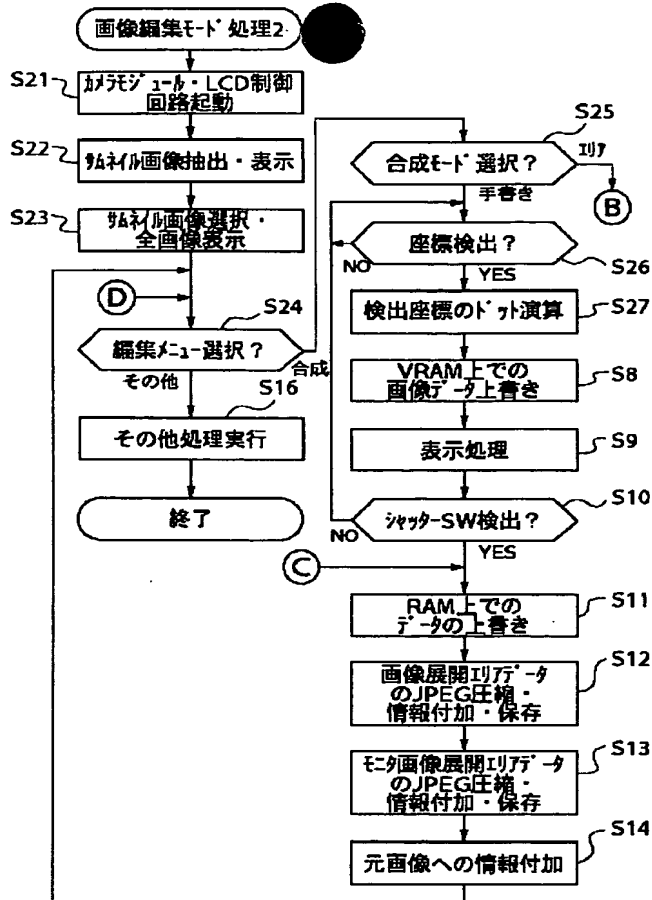 画像編集ﾓｰﾄﾞ処理2
S21
ｶﾒﾗﾓｼﾞｭｰﾙ・LCD制御
回路起動
S22
ｻﾑﾈｲﾙ画像抽出・表示
S23
ｻﾑﾈｲﾙ画像選択・
全画像表示
D
S24
編集メニュー選択？
合成
その他
S16
その他処理実行
終了
S25
合成ﾓｰﾄﾞ選択？
ｴﾘｱ
B
手書き
座標検出？
S26
NO
YES
検出座標のﾄﾞｯﾄ演算
S27
VRAM上での
画像ﾃﾞｰﾀ上書き
S8
表示処理
S9
ｼｬｯﾀｰSW検出？
S10
NO
YES
C
RAM上での
ﾃﾞｰﾀの上書き
S11
画像展開ｴﾘｱﾃﾞｰﾀ
のJPEG圧縮・
情報付加・保存
S12
ﾓﾆﾀ画像展開ｴﾘｱﾃﾞｰﾀ
のJPEG圧縮・
情報付加・保存
S13
元画像への情報付加
S14